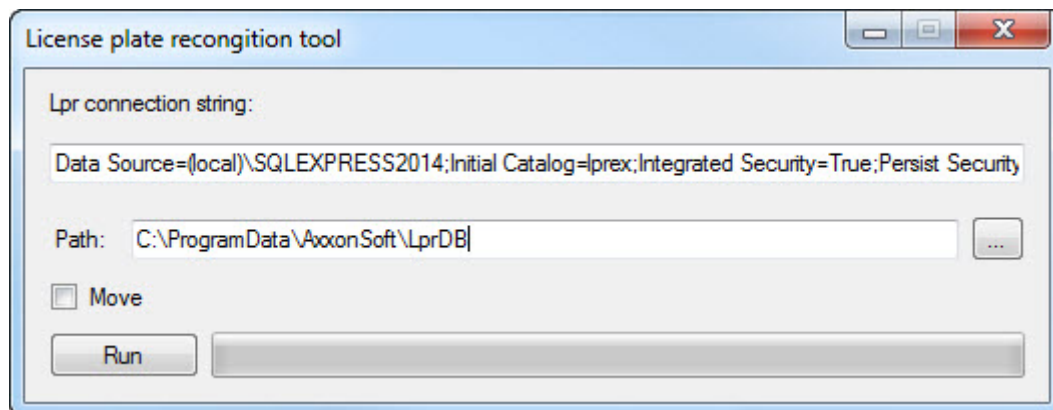 License plate recongition tool
Lpr connection string:
Data Source=(local)\SQLEXPRESS2014;Initial Catalog=lprex;Integrated Security=True;Persist Security
Path: C:\ProgramData\AxxonSoft\LprDB ...
Move
Run